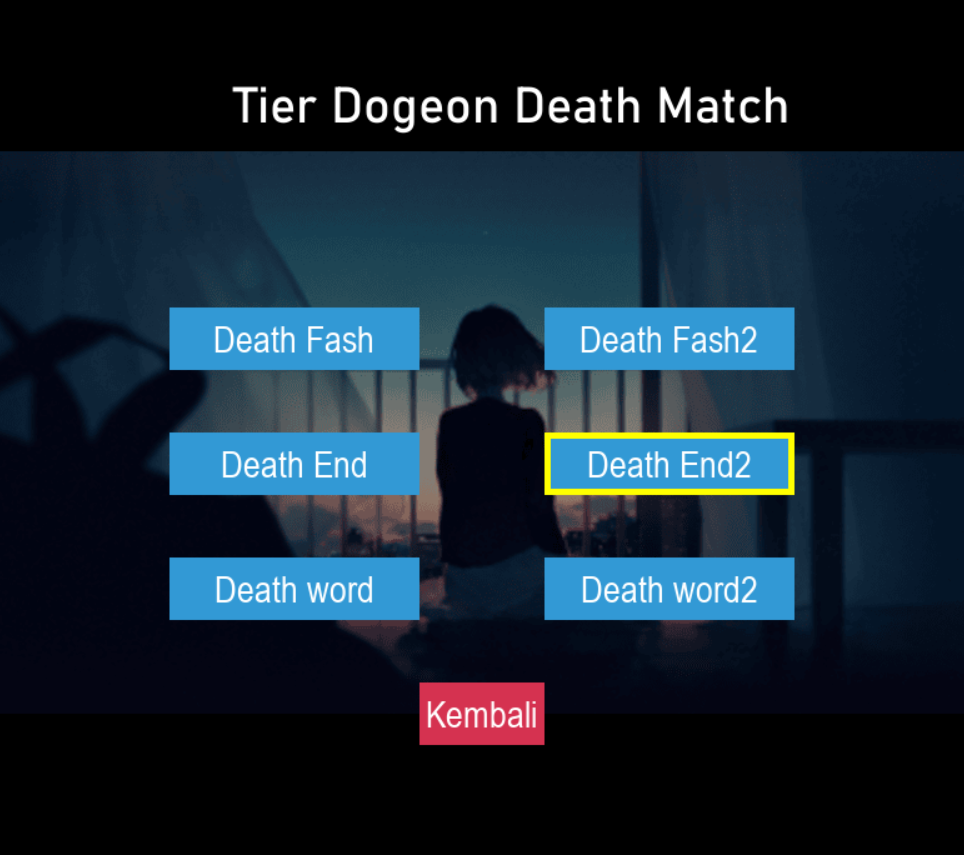 Tier Dogeon Death Match
Death Fash
Death Fash2
Death End
Death End2
Death word
Death word2
Kembali